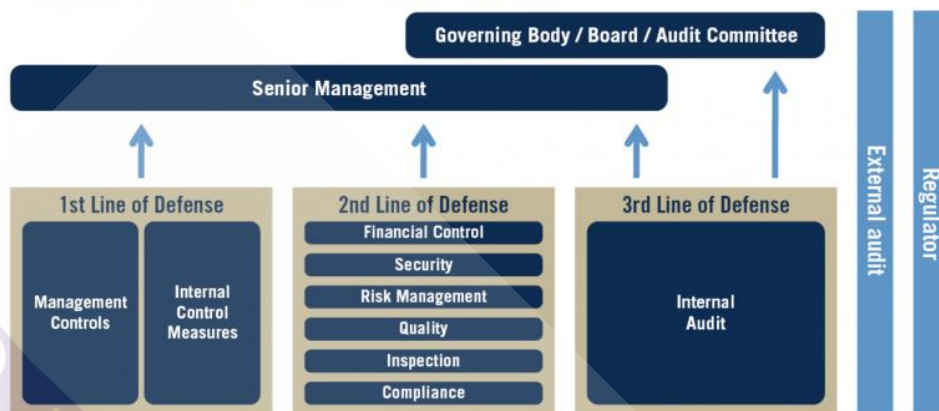 Governing Body / Board / Audit Committee
Senior Management
1st Line of Defense
Management
Controls
Internal
Control
Measures
2nd Line of Defense
Financial Control
Security
Risk Management
Quality
Inspection
Compliance
3rd Line of Defense
Internal
Audit
External audit
Regulator